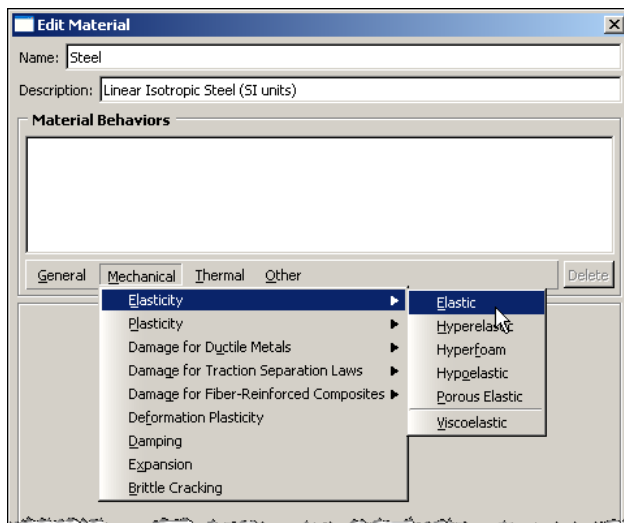 Edit Material
Name: Steel
Description: Linear Isotropic Steel (SI units)
Material Behaviors
General Mechanical Thermal Other Delete
Elasticity
Plasticity
Damage for Ductile Metals
Damage for Traction Separation Laws
Damage for Fiber-Reinforced Composites
Deformation Plasticity
Damping
Expansion
Brittle Cracking
Elastic
Hyperelastic
Hyperfoam
Hypoelastic
Porous Elastic
Viscoelastic